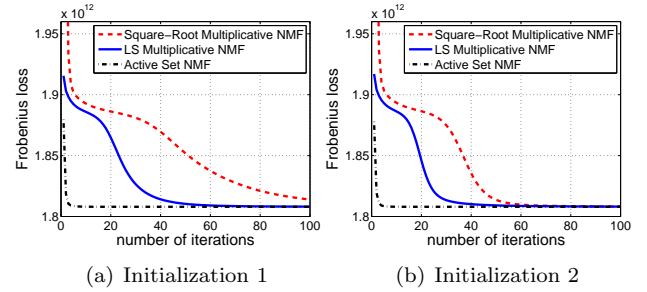 x 10^12
1.95
1.9
1.85
1.8
Frobenius loss
Square-Root Multiplicative NMF
LS Multiplicative NMF
Active Set NMF
0 20 40 60 80 100
number of iterations
(a) Initialization 1
x 10^12
1.95
1.9
1.85
1.8
Frobenius loss
Square-Root Multiplicative NMF
LS Multiplicative NMF
Active Set NMF
0 20 40 60 80 100
number of iterations
(b) Initialization 2